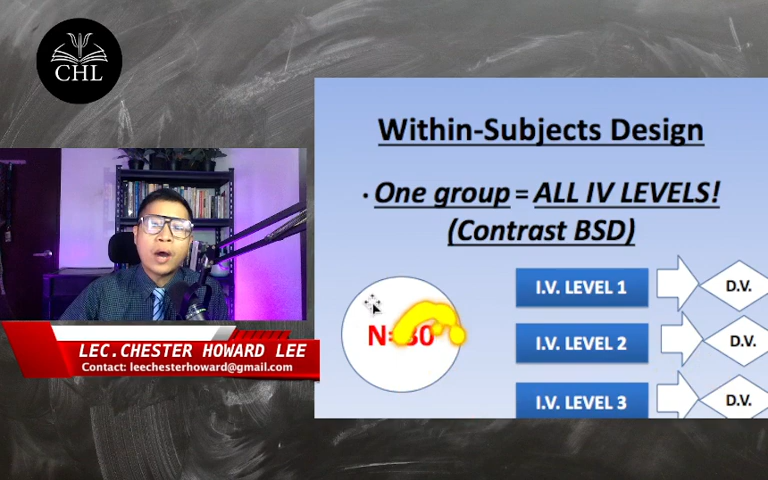 CHL
Within-Subjects Design
· One group = ALL IV LEVELS!
(Contrast BSD)
I.V. LEVEL 1
D.V.
N=30
I.V. LEVEL 2
D.V.
I.V. LEVEL 3
D.V.
LEC.CHESTER HOWARD LEE
Contact: leechesterhoward@gmail.com